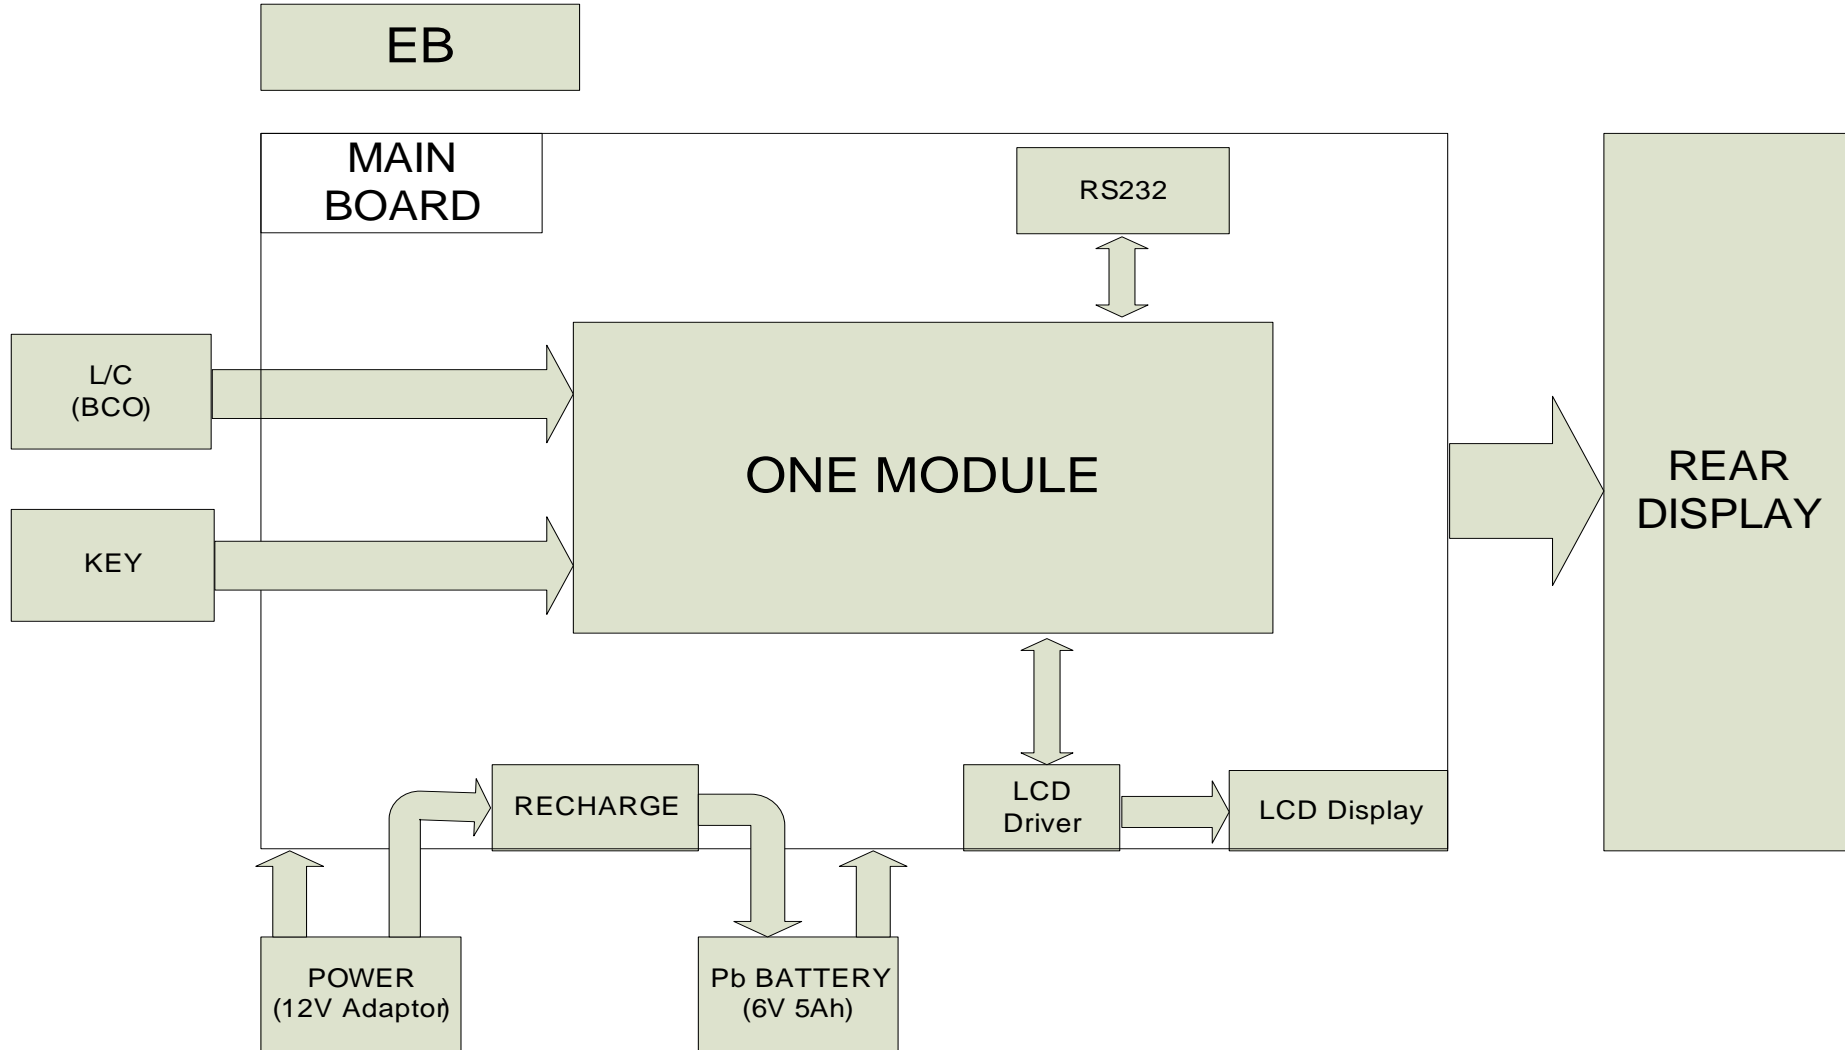 EB
MAIN
BOARD
RS232
L/C
(BCO)
ONE MODULE
REAR
DISPLAY
KEY
RECHARGE
LCD
Driver
LCD Display
POWER
(12V Adaptor)
Pb BATTERY
(6V 5Ah)